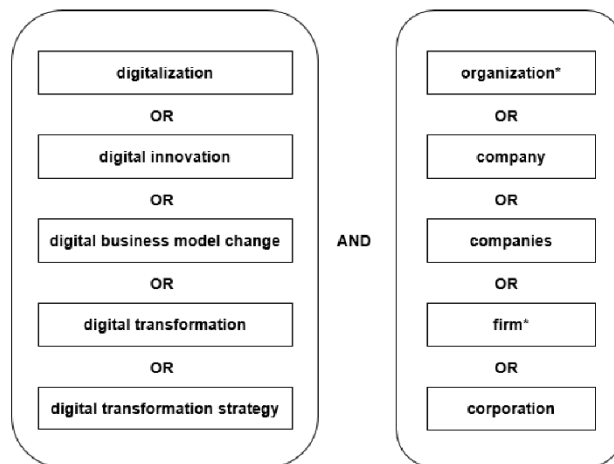 digitalization
OR
digital innovation
OR
digital business model change
OR
digital transformation
OR
digital transformation strategy
AND
organization*
OR
company
OR
companies
OR
firm*
OR
corporation